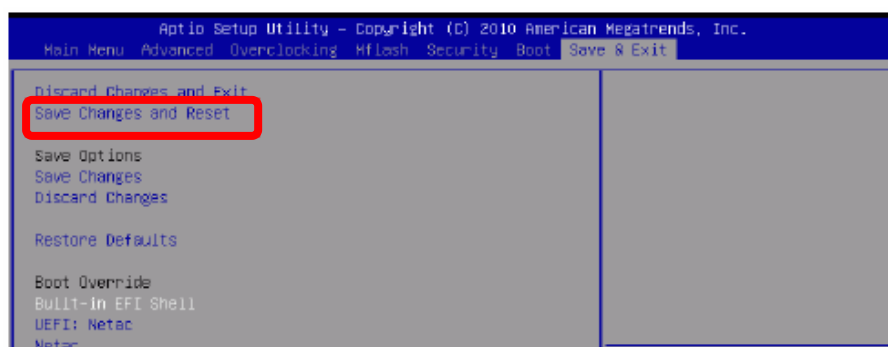 Aptio Setup Utility – Copyright (C) 2010 American Megatrends, Inc.
Main Menu Advanced Overclocking Mflash Security Boot Save & Exit
Discard Changes and Exit
Save Changes and Reset
Save Options
Save Changes
Discard Changes
Restore Defaults
Boot Override
Built-in EFI Shell
UEFI: Netac
Netac